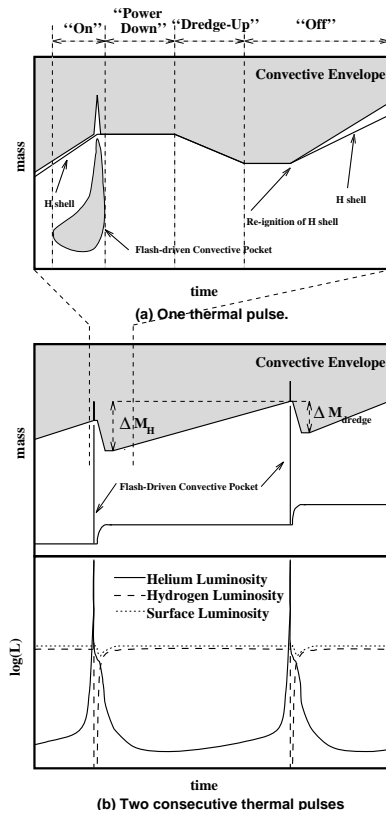 “Power
“On” Down” “Dredge-Up” “Off”
Convective Envelope
mass
H shell
H shell
Re-ignition of H shell
Flash-driven Convective Pocket
time
(a) One thermal pulse.
Convective Envelope
mass
Δ M_H
Δ M_dredge
Flash-Driven Convective Pocket
Helium Luminosity
Hydrogen Luminosity
Surface Luminosity
log(L)
time
(b) Two consecutive thermal pulses